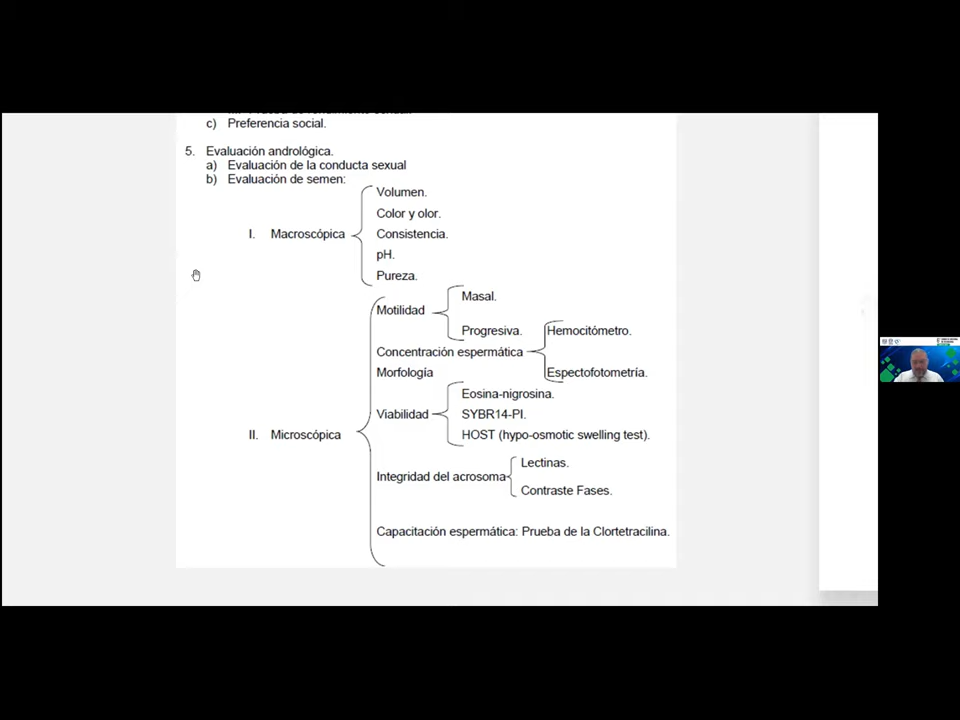 c) Preferencia social.
5. Evaluación andrológica.
a) Evaluación de la conducta sexual
b) Evaluación de semen:
I. Macroscópica
Volumen.
Color y olor.
Consistencia.
pH.
Pureza.
II. Microscópica
Motilidad
Masal.
Progresiva.
Concentración espermática
Hemocitómetro.
Espectofotometría.
Morfología
Viabilidad
Eosina-nigrosina.
SYBR14-PI.
HOST (hypo-osmotic swelling test).
Integridad del acrosoma
Lectinas.
Contraste Fases.
Capacitación espermática: Prueba de la Clortetracilina.